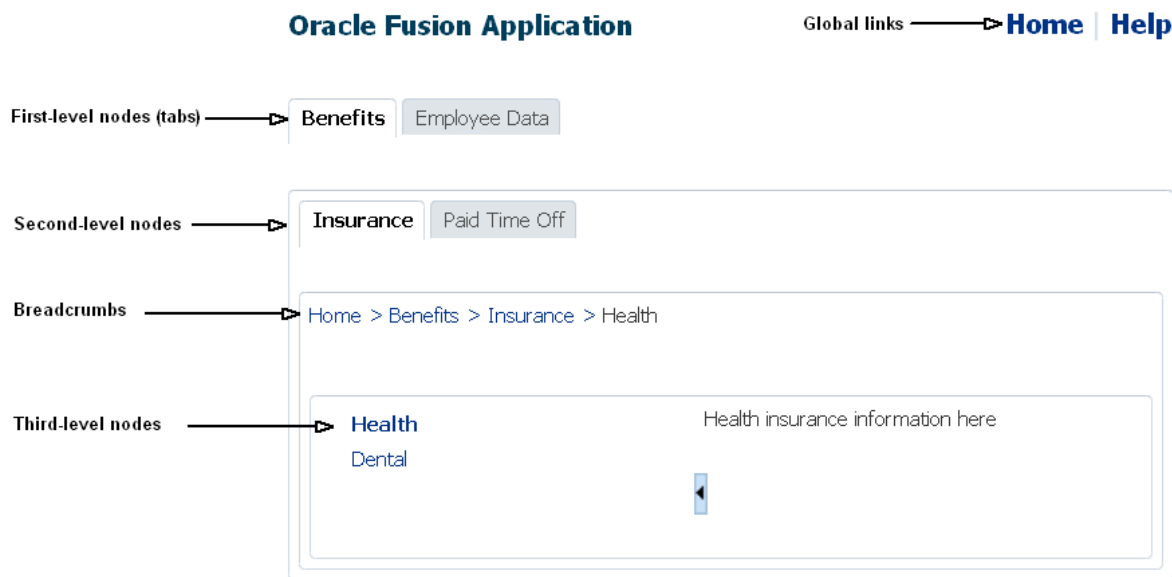 Oracle Fusion Application Global links Home | Help
First-level nodes (tabs) Benefits Employee Data
Second-level nodes Insurance Paid Time Off
Breadcrumbs Home > Benefits > Insurance > Health
Third-level nodes Health Health insurance information here
Dental